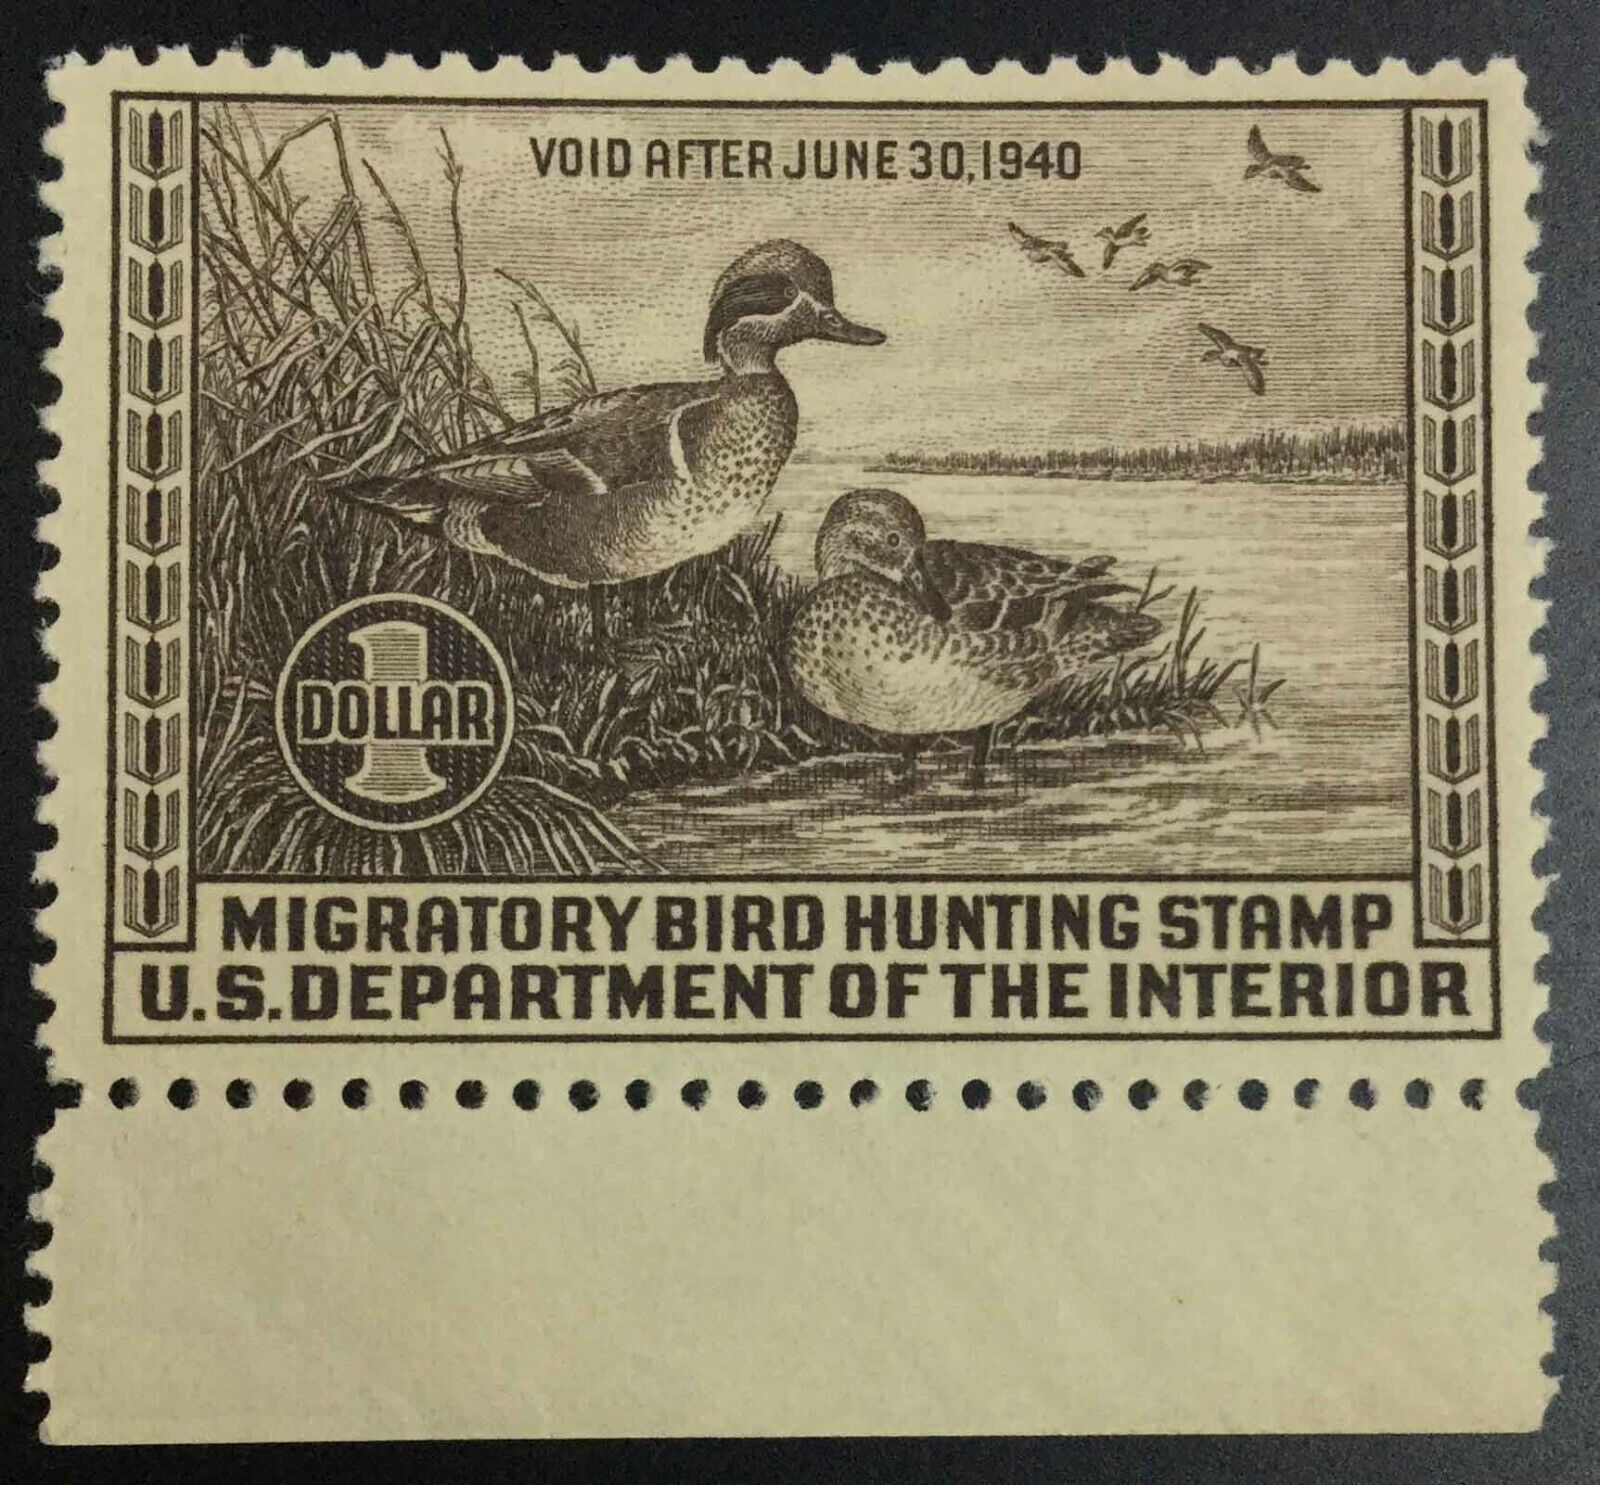 VOID AFTER JUNE 30, 1940
1
DOLLAR
MIGRATORY BIRD HUNTING STAMP
U.S. DEPARTMENT OF THE INTERIOR